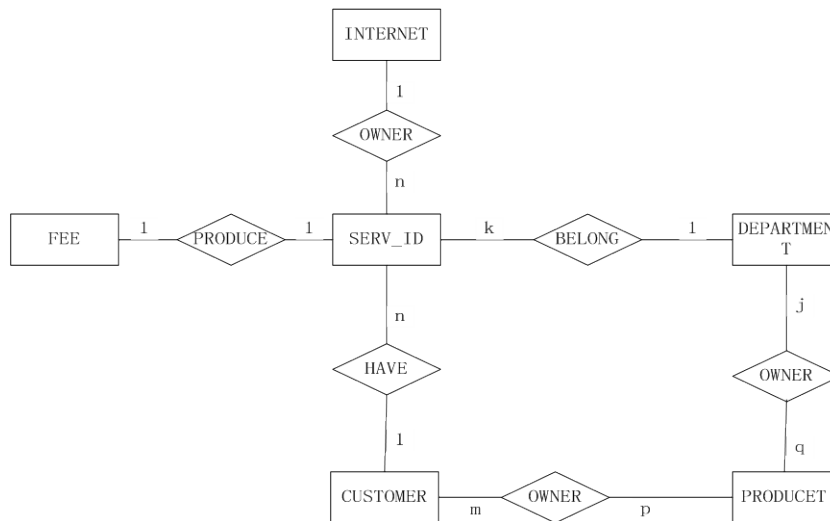 INTERNET
1
OWNER
n
FEE
1
PRODUCE
1
SERV_ID
k
BELONG
1
DEPARTMEN
T
n
j
HAVE
OWNER
1
q
CUSTOMER
m
OWNER
p
PRODUCET